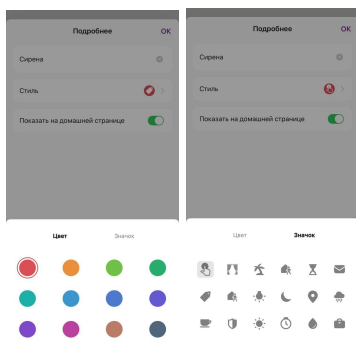 Подробнее OK
Сирена
Стиль
Показать на домашней странице
Цвет Значок
Подробнее OK
Сирена
Стиль
Показать на домашней странице
Цвет Значок